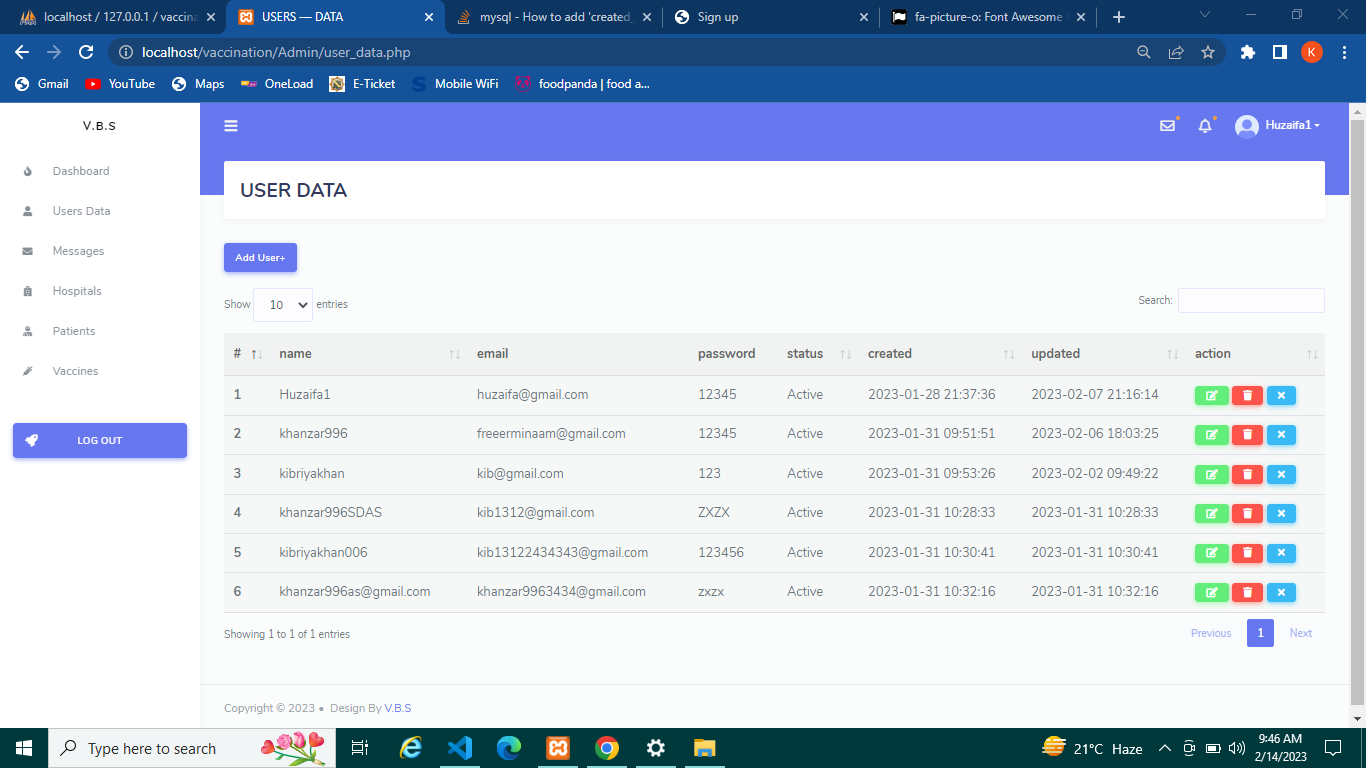 localhost / 127.0.0.1 / vaccina
USERS — DATA
mysql - How to add 'created_
Sign up
fa-picture-o: Font Awesome
localhost/vaccination/Admin/user_data.php
K
Gmail YouTube Maps OneLoad E-Ticket Mobile WiFi foodpanda | food a...
V.B.S
Huzaifa1
Dashboard
Users Data
Messages
Hospitals
Patients
Vaccines
LOG OUT
USER DATA
Add User+
Show 10 entries
Search:
# name email password status created updated action
1 Huzaifa1 huzaifa@gmail.com 12345 Active 2023-01-28 21:37:36 2023-02-07 21:16:14
2 khanzar996 freeerminaam@gmail.com 12345 Active 2023-01-31 09:51:51 2023-02-06 18:03:25
3 kibriyakhan kib@gmail.com 123 Active 2023-01-31 09:53:26 2023-02-02 09:49:22
4 khanzar996SDAS kib1312@gmail.com ZXZX Active 2023-01-31 10:28:33 2023-01-31 10:28:33
5 kibriyakhan006 kib13122434343@gmail.com 123456 Active 2023-01-31 10:30:41 2023-01-31 10:30:41
6 khanzar996as@gmail.com khanzar9963434@gmail.com zxzx Active 2023-01-31 10:32:16 2023-01-31 10:32:16
Showing 1 to 1 of 1 entries
Previous 1 Next
Copyright © 2023 • Design By V.B.S
Type here to search
21°C Haze
9:46 AM
2/14/2023